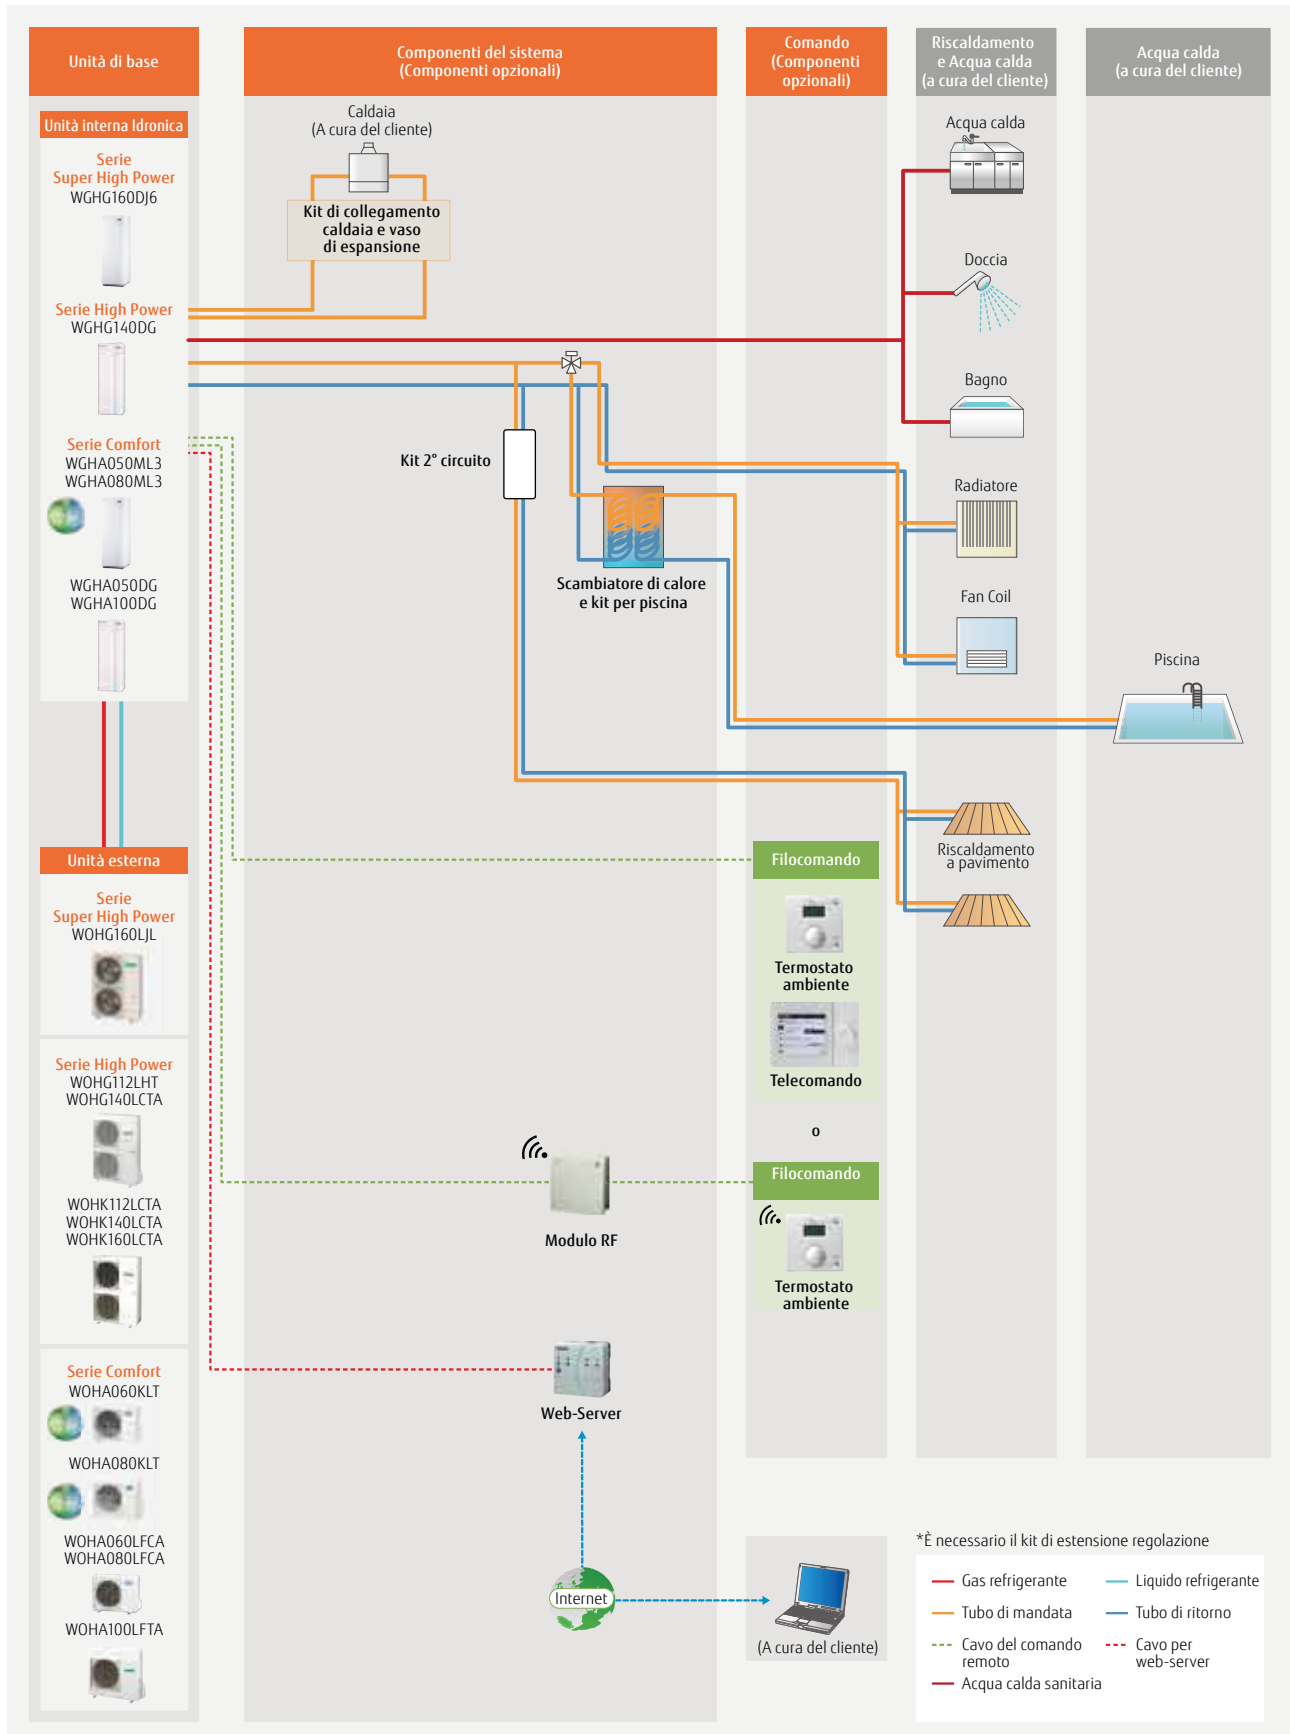 Unità di base
Componenti del sistema
(Componenti opzionali)
Comando
(Componenti
opzionali)
Riscaldamento
e Acqua calda
(a cura del cliente)
Acqua calda
(a cura del cliente)
Unità interna Idronica
Serie
Super High Power
WGHG160DJ6
Serie High Power
WGHG140DG
Serie Comfort
WGHA050ML3
WGHA080ML3
WGHA050DG
WGHA100DG
Unità esterna
Serie
Super High Power
WOHG160LJL
Serie High Power
WOHG112LHT
WOHG140LCTA
WOHK112LCTA
WOHK140LCTA
WOHK160LCTA
Serie Comfort
WOHA060KLT
WOHA080KLT
WOHA060LFCA
WOHA080LFCA
WOHA100LFTA
Caldaia
(A cura del cliente)
Kit di collegamento
caldaia e vaso
di espansione
Kit 2° circuito
Scambiatore di calore
e kit per piscina
Modulo RF
Web-Server
Internet
Filocomando
Termostato
ambiente
Telecomando
o
Filocomando
Termostato
ambiente
(A cura del cliente)
Acqua calda
Doccia
Bagno
Radiatore
Fan Coil
Riscaldamento
a pavimento
Piscina
*È necessario il kit di estensione regolazione
Gas refrigerante
Liquido refrigerante
Tubo di mandata
Tubo di ritorno
Cavo del comando
remoto
Cavo per
web-server
Acqua calda sanitaria